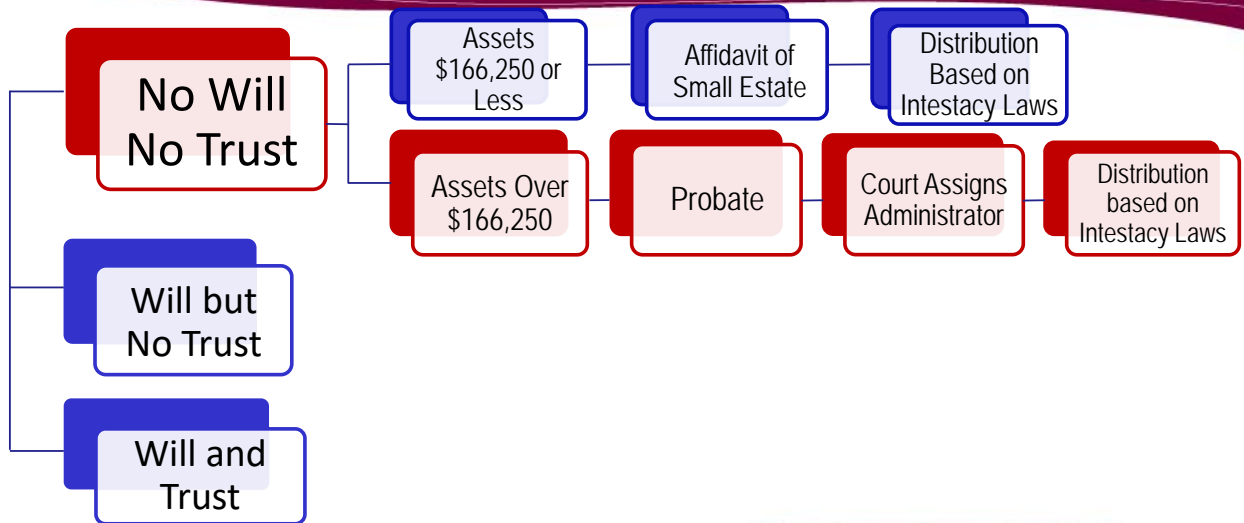 No Will
No Trust
Assets
$166,250 or
Less
Affidavit of
Small Estate
Distribution
Based on
Intestacy Laws
Assets Over
$166,250
Probate
Court Assigns
Administrator
Distribution
based on
Intestacy Laws
Will but
No Trust
Will and
Trust